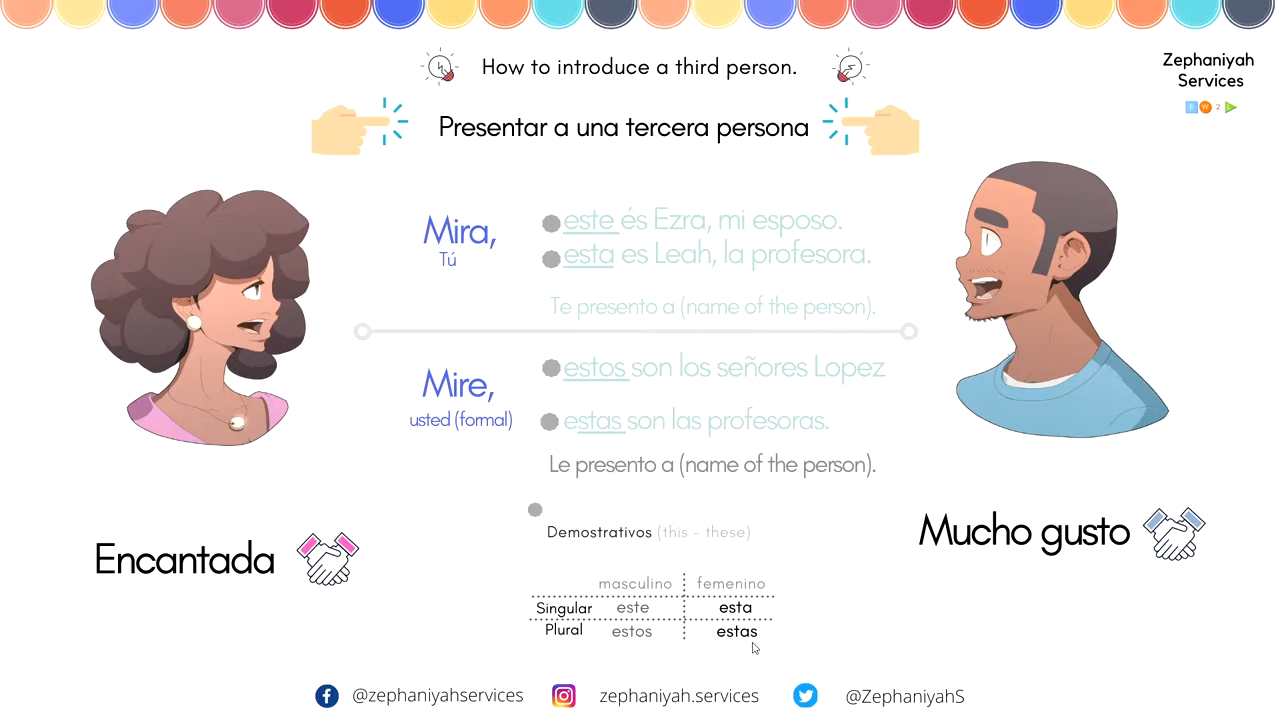 How to introduce a third person.
Zephaniyah
Services
E W 2
Presentar a una tercera persona
Mira,
Tú
este és Ezra, mi esposo.
esta es Leah, la profesora.
Te presento a (name of the person).
Mire,
usted (formal)
estos son los señores Lopez
estas son las profesoras.
Le presento a (name of the person).
Encantada
Mucho gusto
Demostrativos (this - these)
masculino femenino
Singular este esta
Plural estos estas
@zephaniyahservices zephaniyah.services @ZephaniyahS